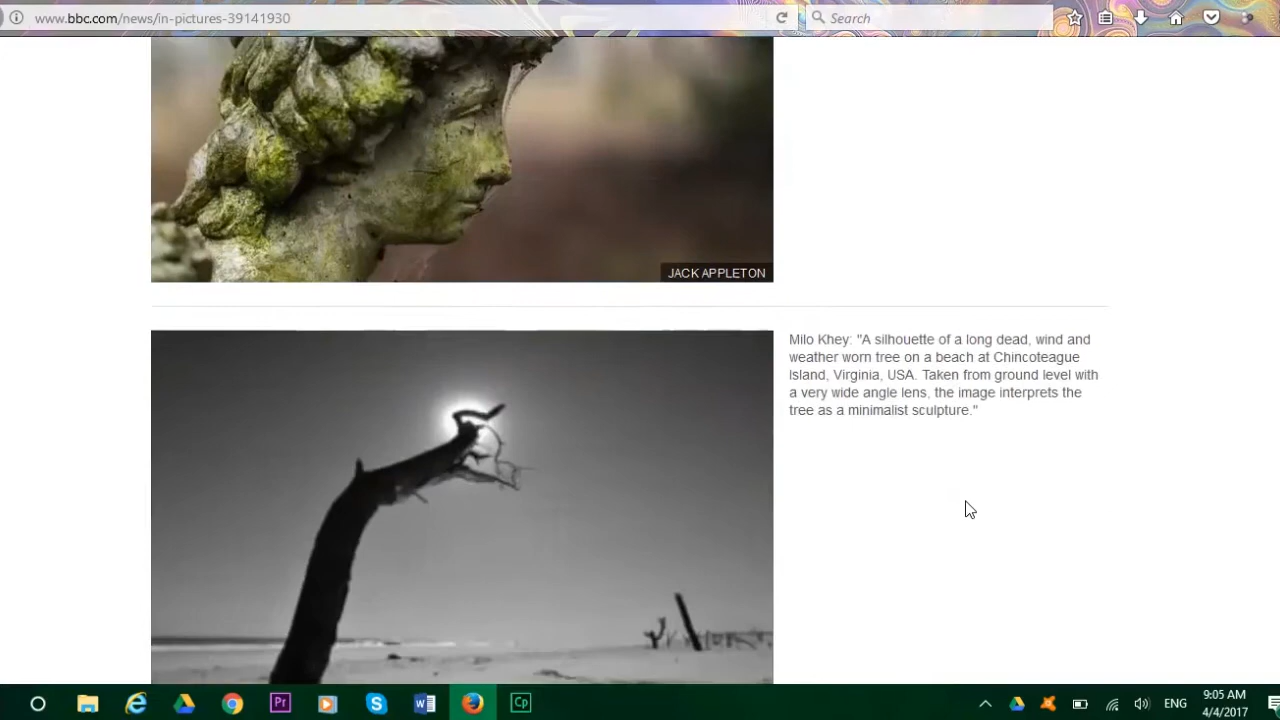 www.bbc.com/news/in-pictures-39141930
Search
JACK APPLETON
Milo Khey: "A silhouette of a long dead, wind and
weather worn tree on a beach at Chincoteague
Island, Virginia, USA. Taken from ground level with
a very wide angle lens, the image interprets the
tree as a minimalist sculpture."
Pr
W
Cp
ENG
9:05 AM
4/4/2017